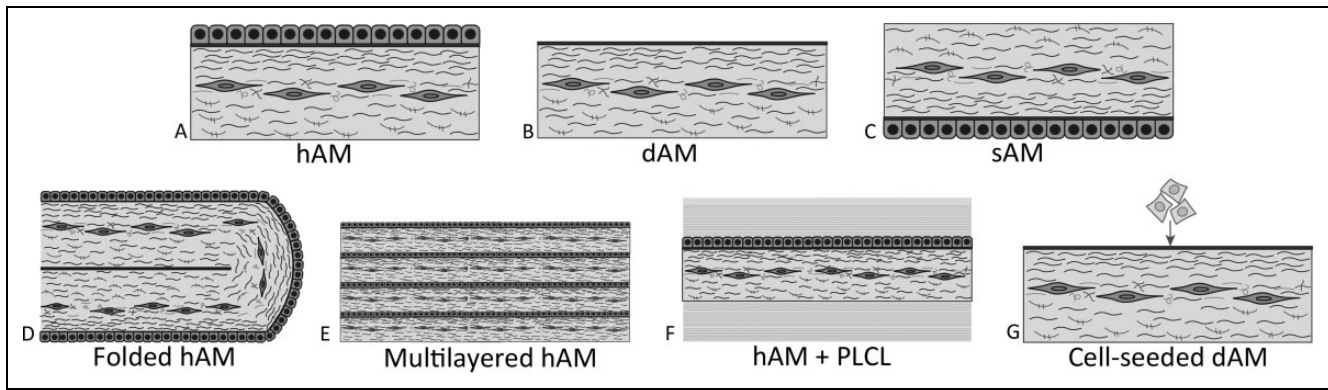 A
hAM
B
dAM
C
sAM
D
Folded hAM
E
Multilayered hAM
F
hAM + PLCL
G
Cell-seeded dAM